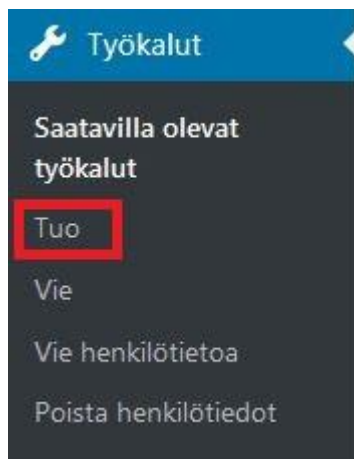 Työkalut
Saatavilla olevat
työkalut
Tuo
Vie
Vie henkilötietoa
Poista henkilötiedot